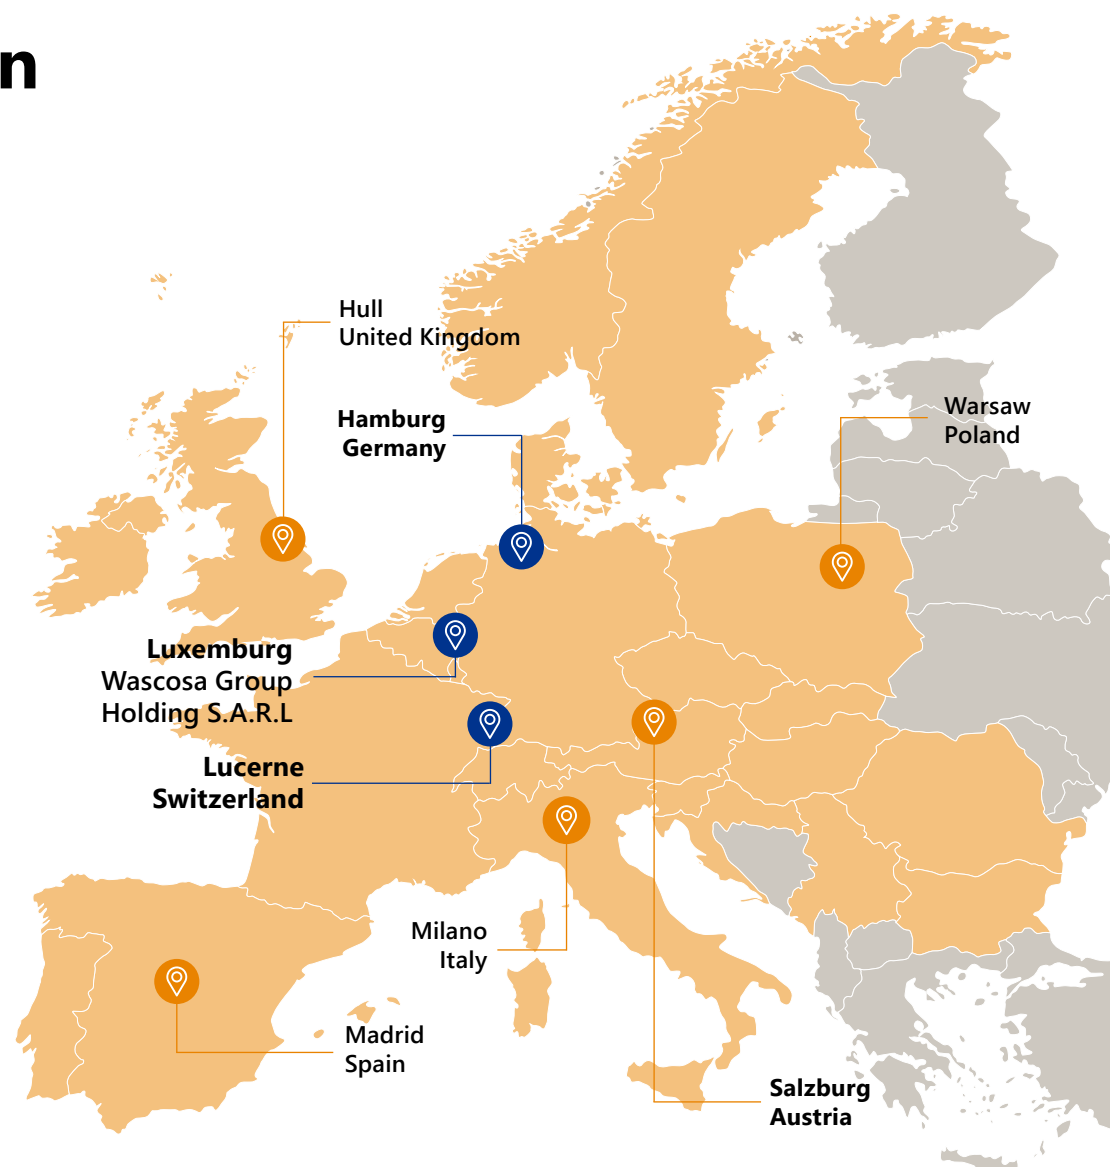 n
Hull
United Kingdom
Hamburg
Germany
Warsaw
Poland
Luxemburg
Wascosa Group
Holding S.A.R.L
Lucerne
Switzerland
Milano
Italy
Madrid
Spain
Salzburg
Austria